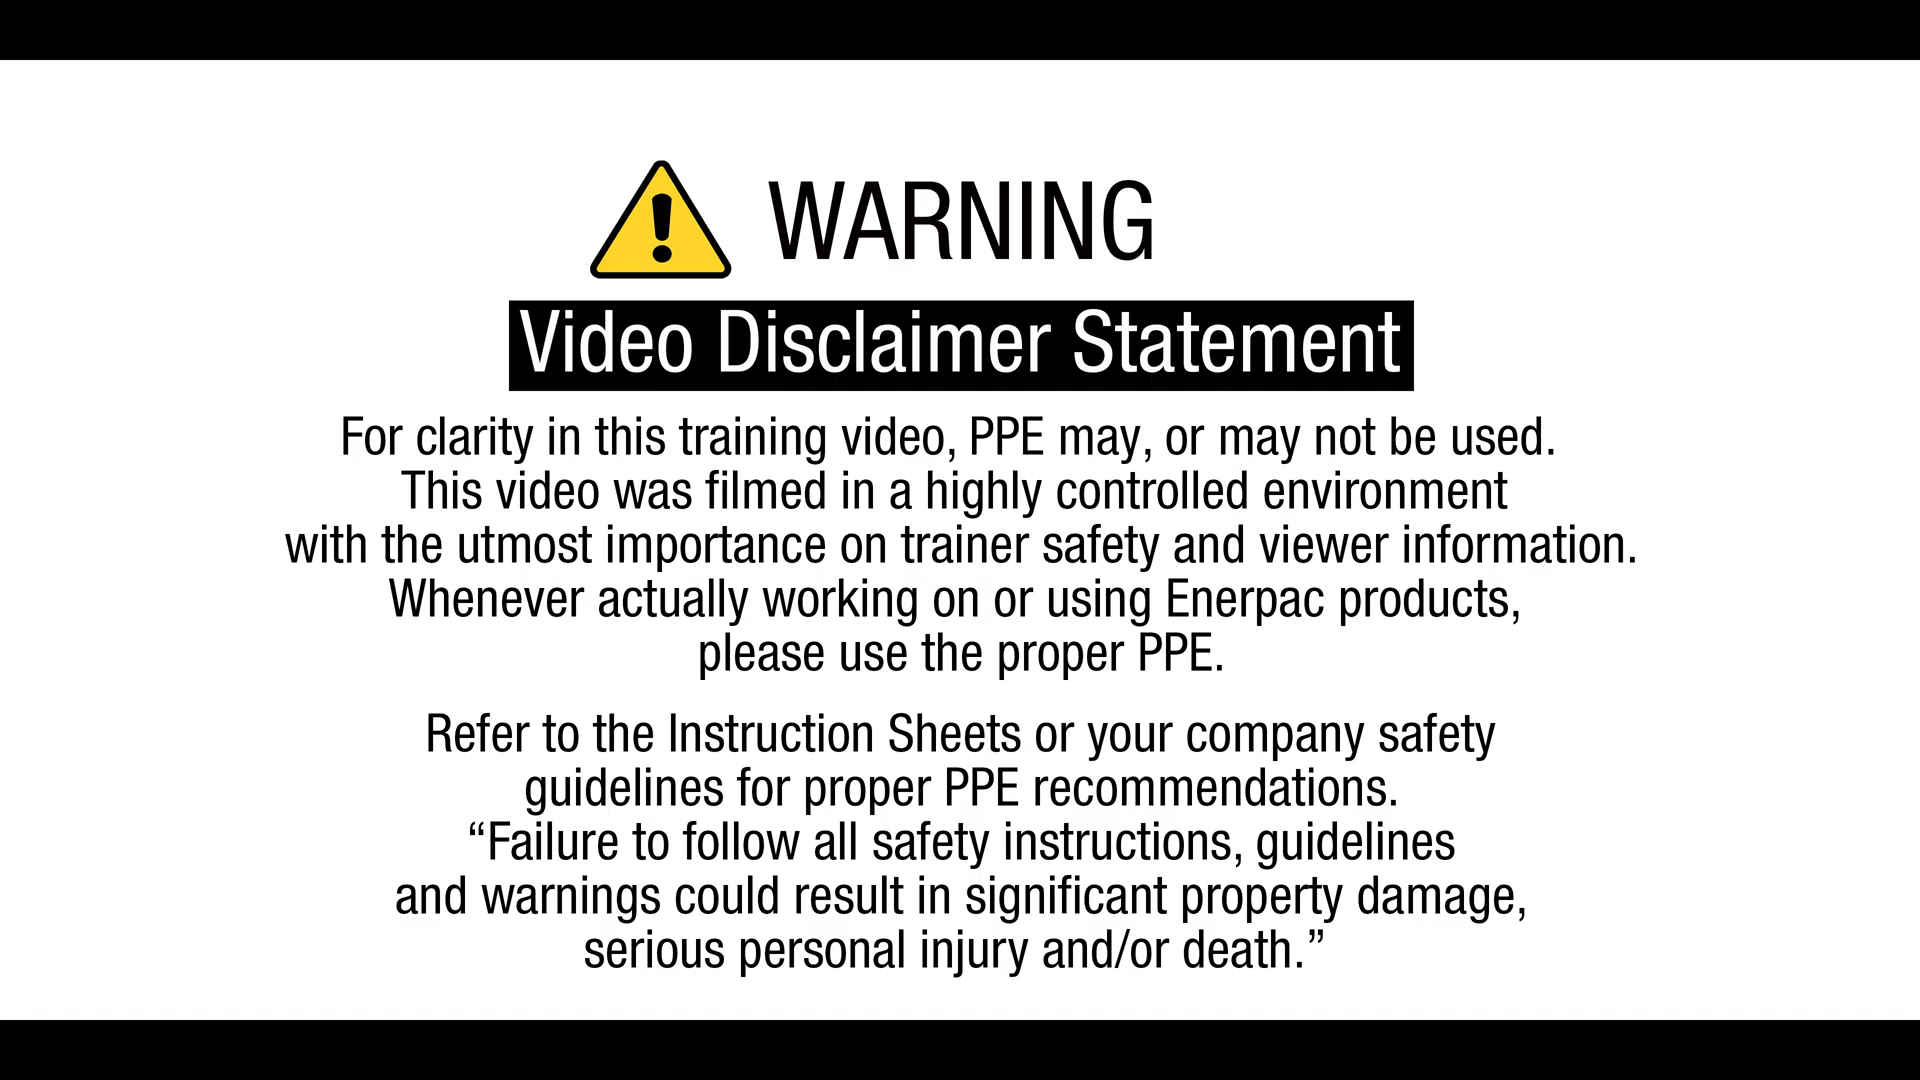 WARNING
Video Disclaimer Statement
For clarity in this training video, PPE may, or may not be used.
This video was filmed in a highly controlled environment
with the utmost importance on trainer safety and viewer information.
Whenever actually working on or using Enerpac products,
please use the proper PPE.
Refer to the Instruction Sheets or your company safety
guidelines for proper PPE recommendations.
“Failure to follow all safety instructions, guidelines
and warnings could result in significant property damage,
serious personal injury and/or death.”